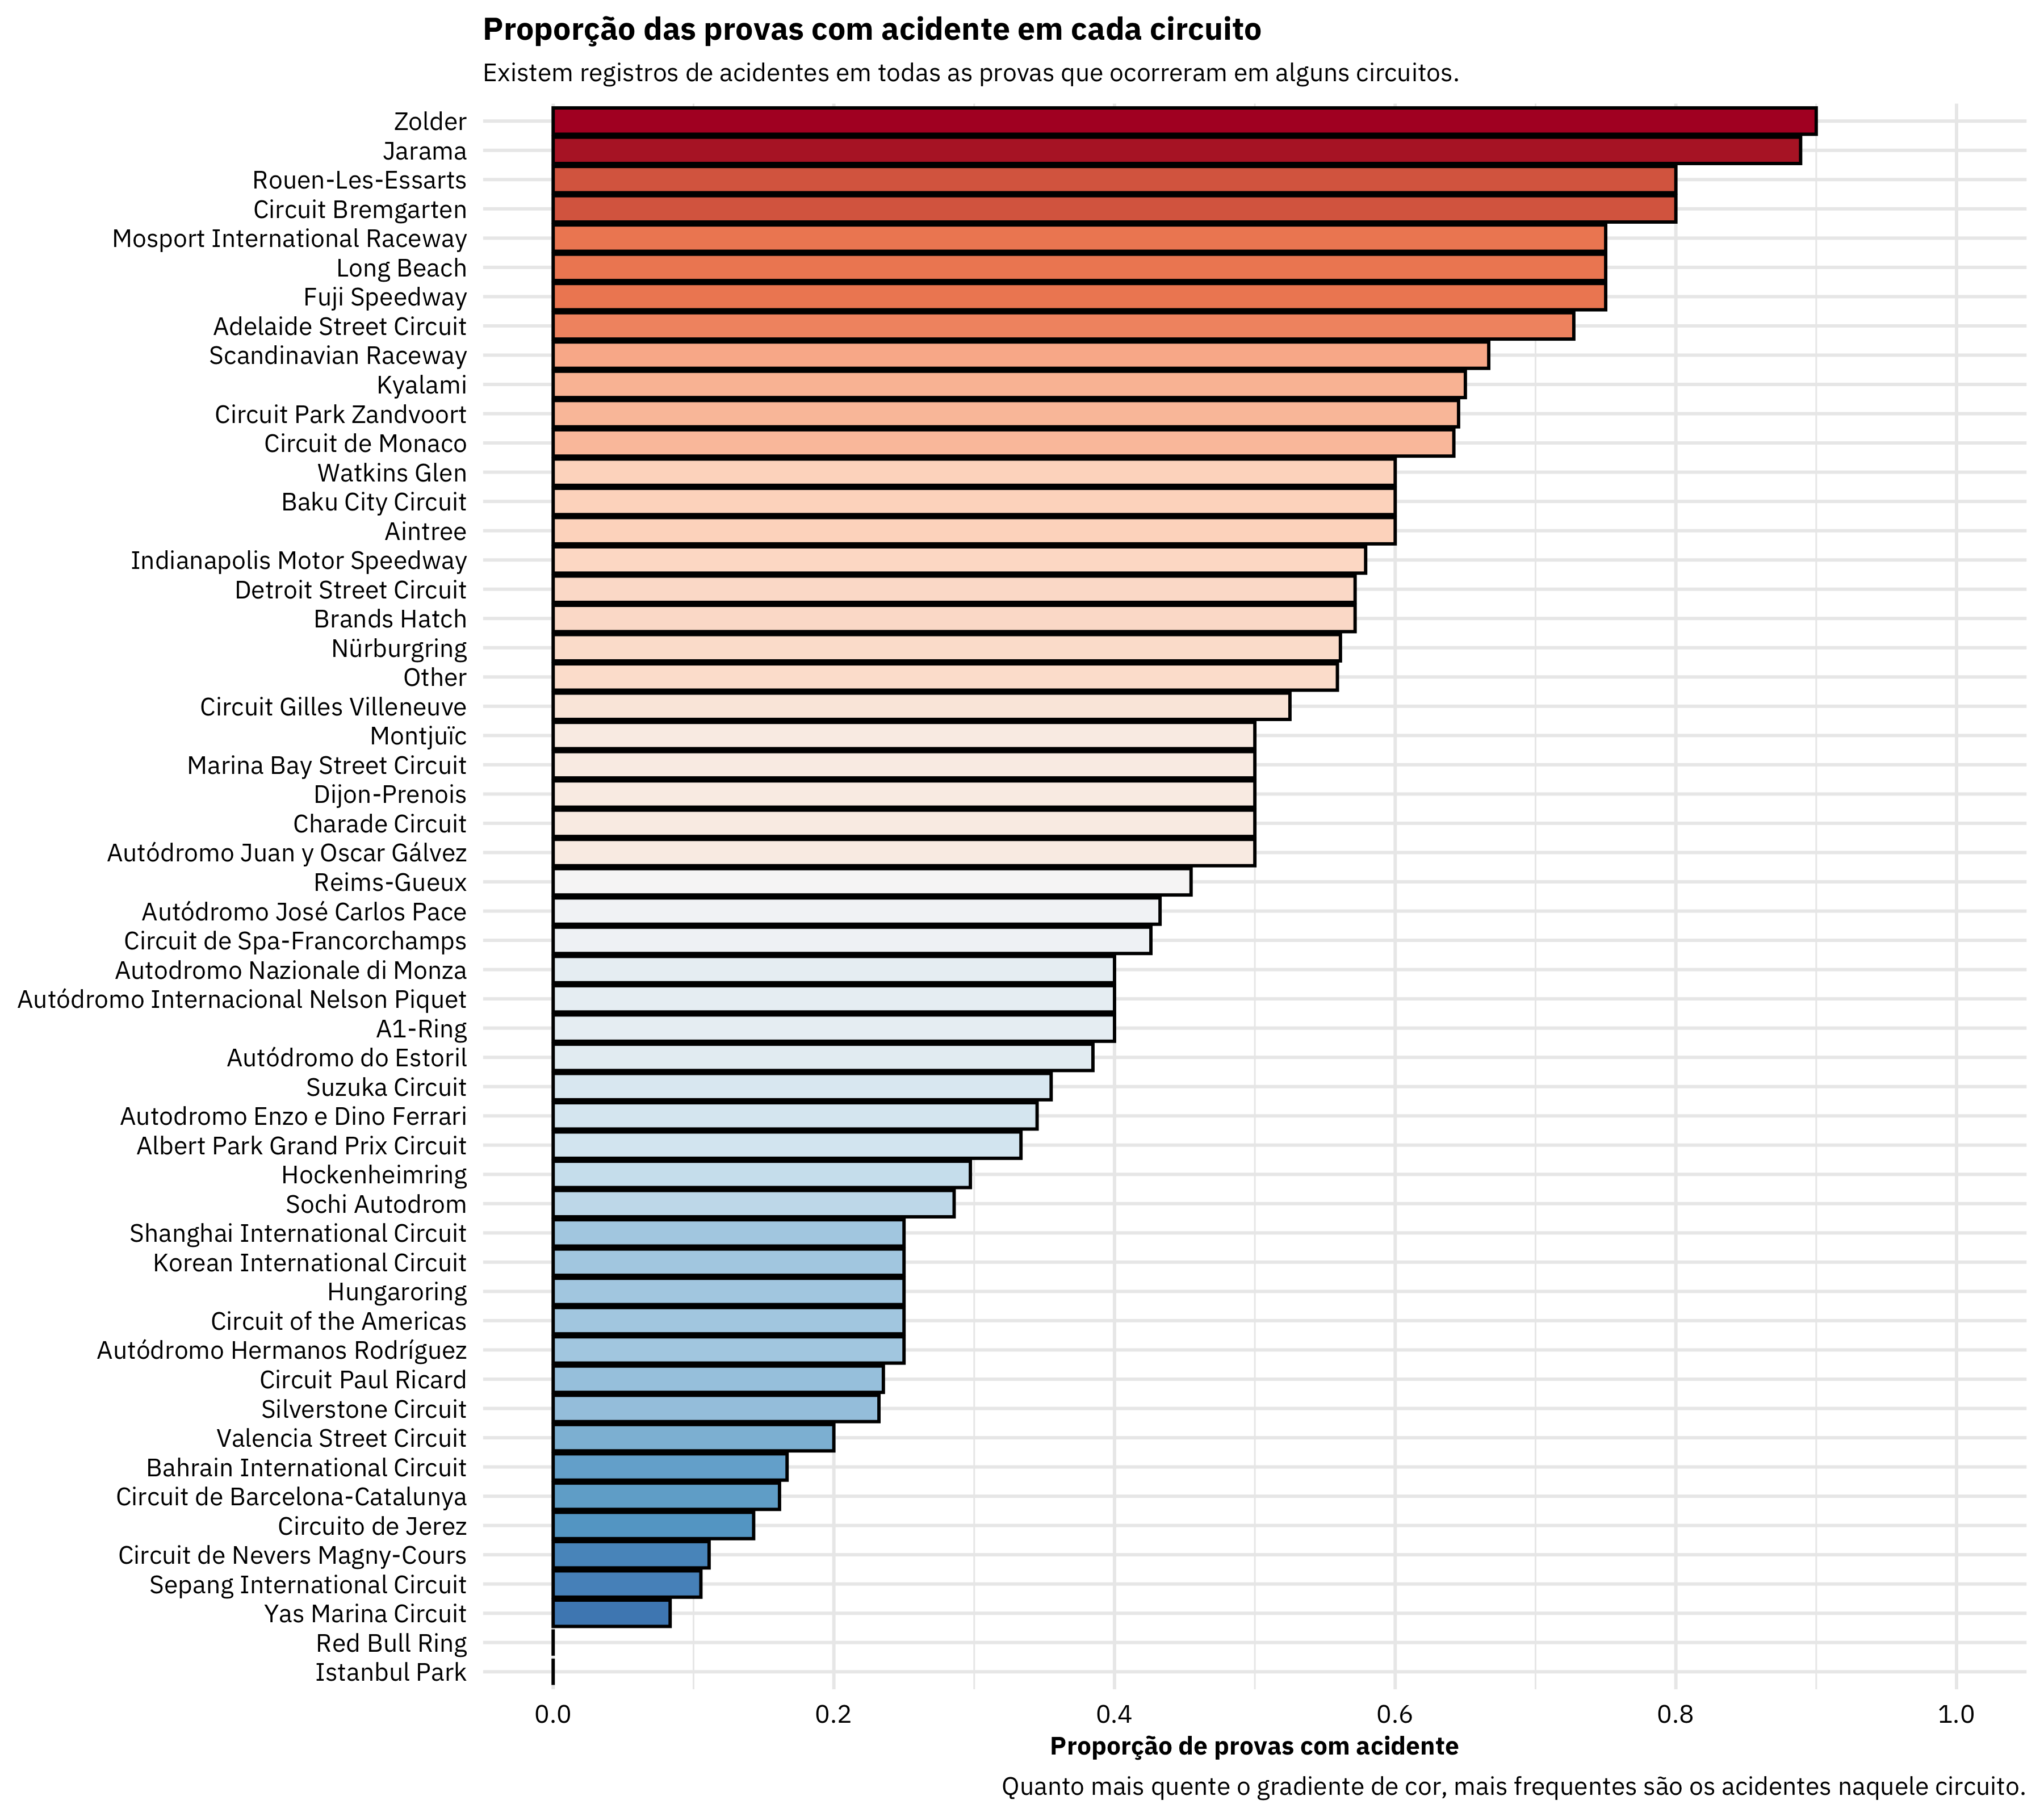 Proporção das provas com acidente em cada circuito
Existem registros de acidentes em todas as provas que ocorreram em alguns circuitos.
Zolder
Jarama
Rouen-Les-Essarts
Circuit Bremgarten
Mosport International Raceway
Long Beach
Fuji Speedway
Adelaide Street Circuit
Scandinavian Raceway
Kyalami
Circuit Park Zandvoort
Circuit de Monaco
Watkins Glen
Baku City Circuit
Aintree
Indianapolis Motor Speedway
Detroit Street Circuit
Brands Hatch
Nürburgring
Other
Circuit Gilles Villeneuve
Montjuïc
Marina Bay Street Circuit
Dijon-Prenois
Charade Circuit
Autódromo Juan y Oscar Gálvez
Reims-Gueux
Autódromo José Carlos Pace
Circuit de Spa-Francorchamps
Autodromo Nazionale di Monza
Autódromo Internacional Nelson Piquet
A1-Ring
Autódromo do Estoril
Suzuka Circuit
Autodromo Enzo e Dino Ferrari
Albert Park Grand Prix Circuit
Hockenheimring
Sochi Autodrom
Shanghai International Circuit
Korean International Circuit
Hungaroring
Circuit of the Americas
Autódromo Hermanos Rodríguez
Circuit Paul Ricard
Silverstone Circuit
Valencia Street Circuit
Bahrain International Circuit
Circuit de Barcelona-Catalunya
Circuito de Jerez
Circuit de Nevers Magny-Cours
Sepang International Circuit
Yas Marina Circuit
Red Bull Ring
Istanbul Park
0.0 0.2 0.4 0.6 0.8 1.0
Proporção de provas com acidente
Quanto mais quente o gradiente de cor, mais frequentes são os acidentes naquele circuito.